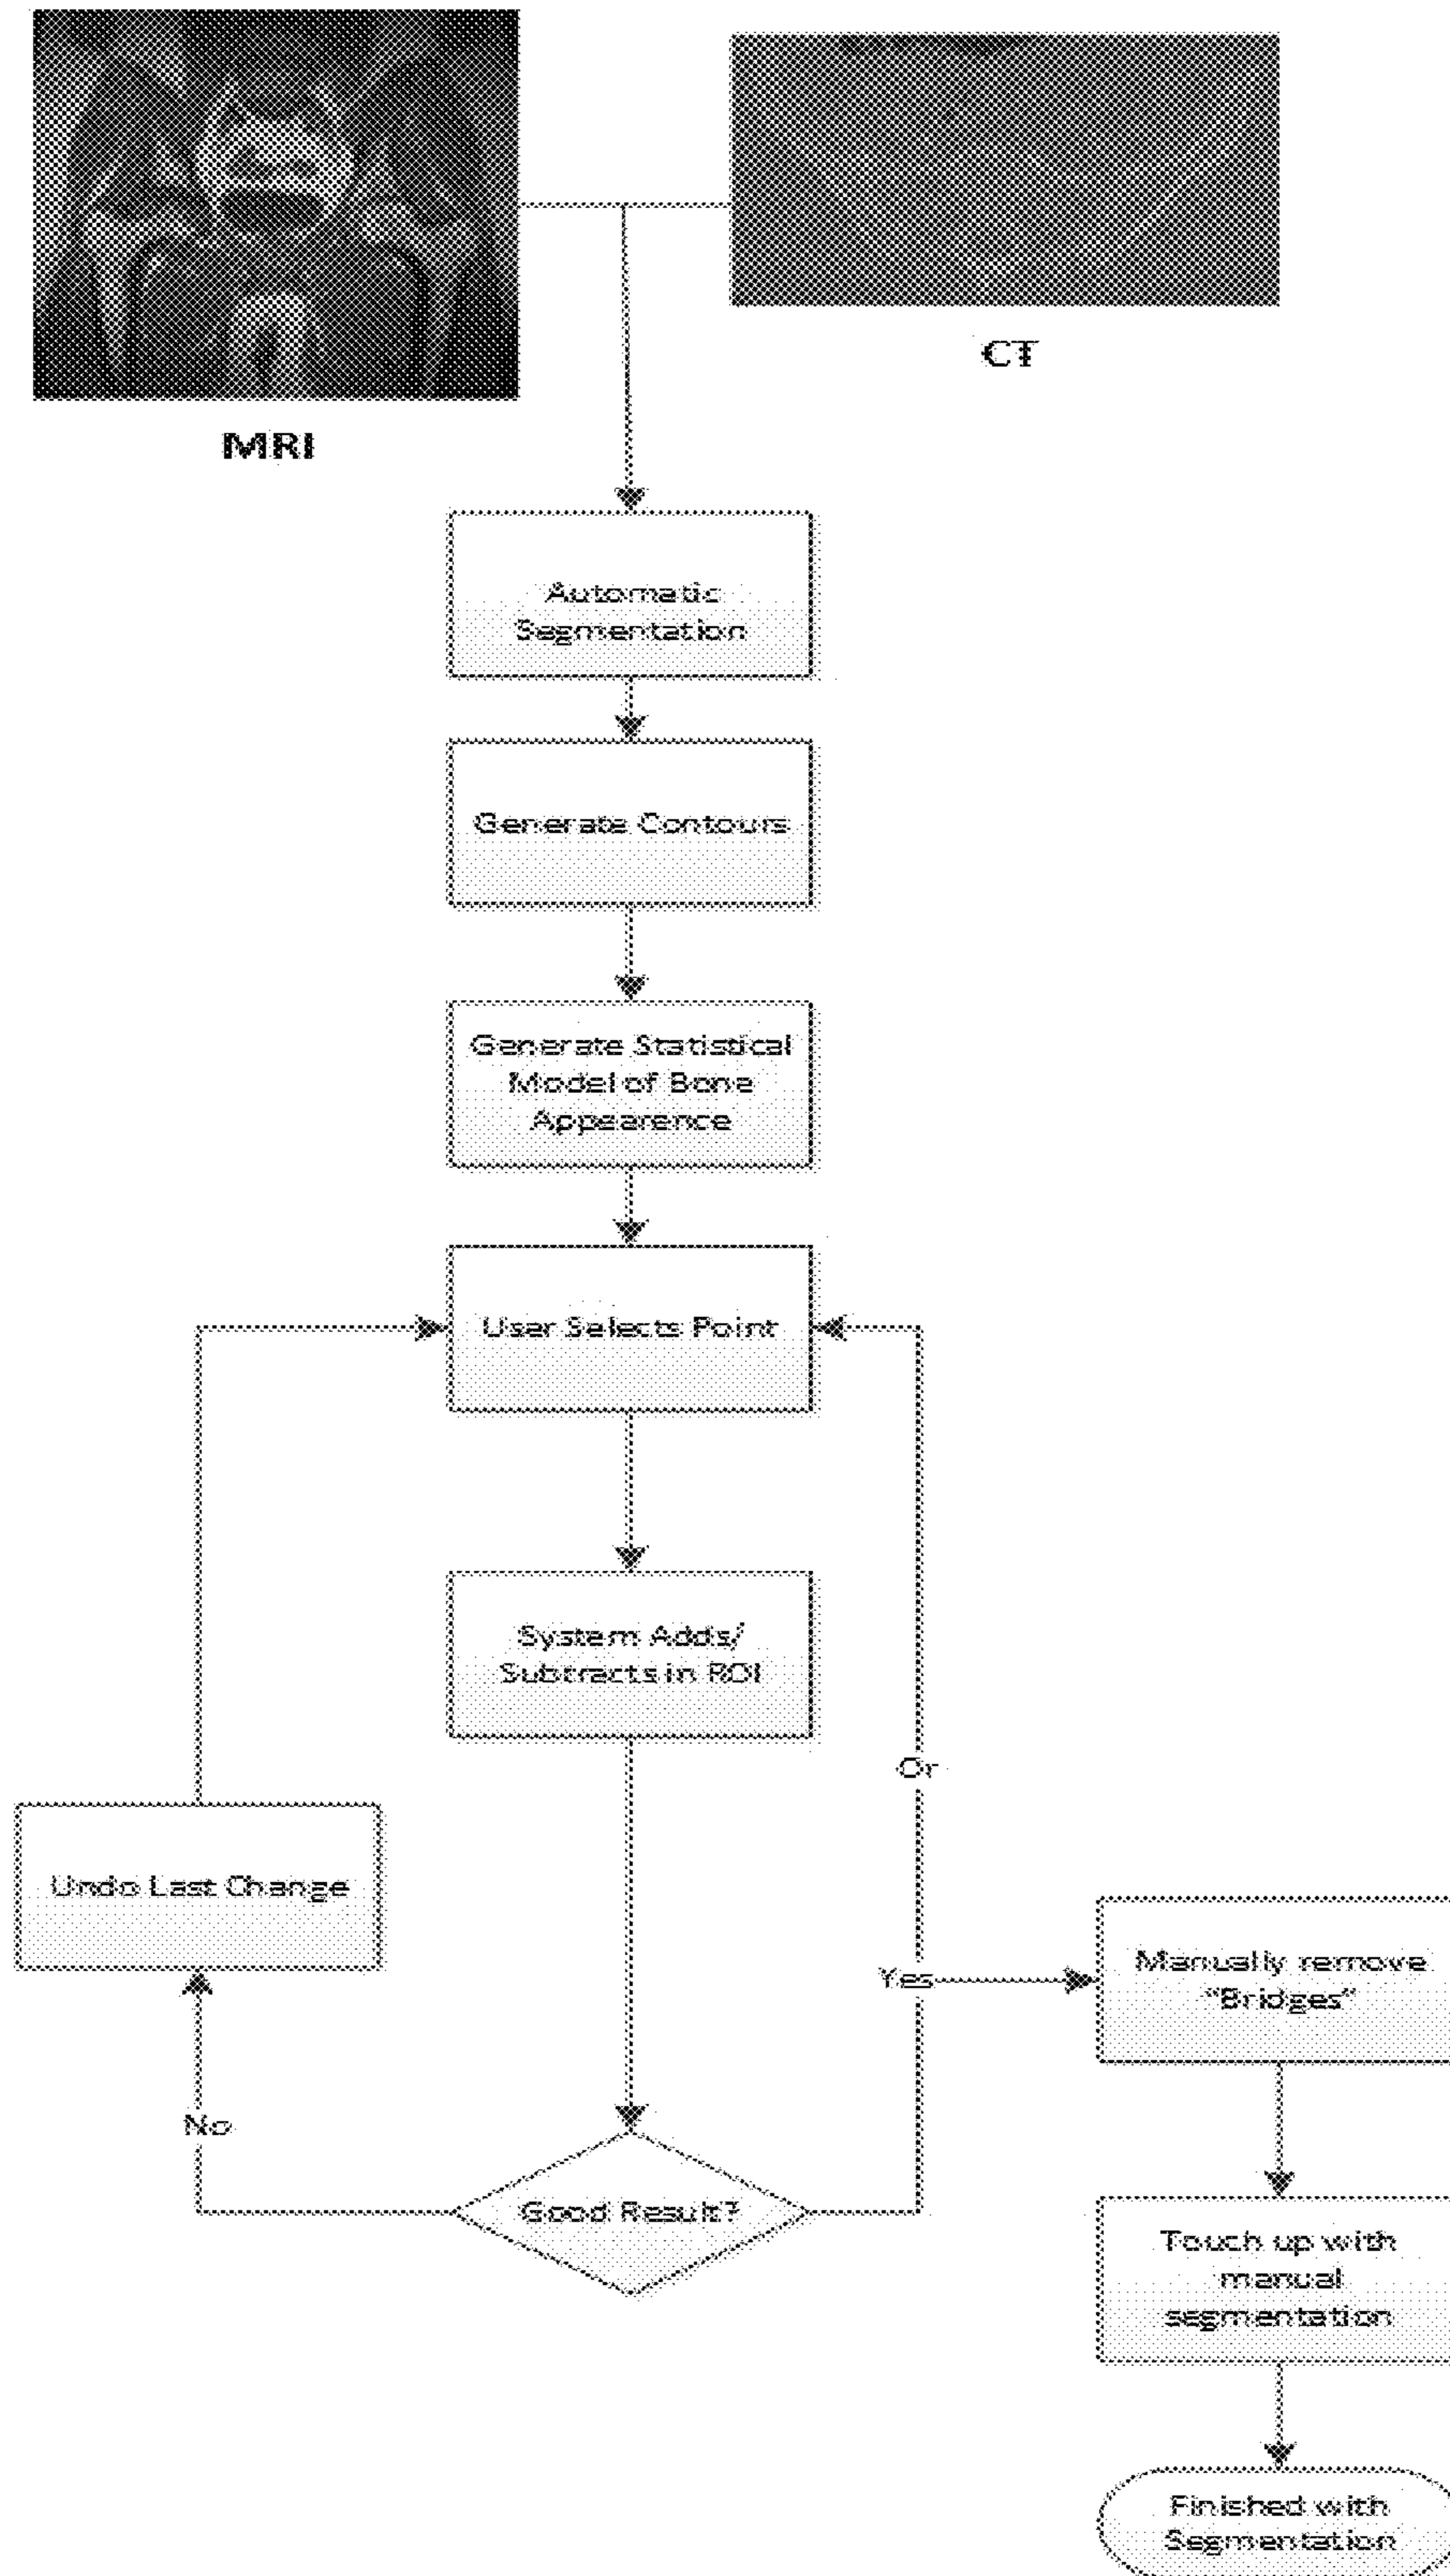 CT
MRI
Automatic
Segmentation
Generate Contours
Generate Statistical
Model of Bone
Appearence
User Selects Point
System Adds/
Subtracts in ROI
Or
Undo Last Change
Yes
Manually remove
"Bridges"
No
Good Result?
Touch up with
manual
segmentation
Finished with
Segmentation